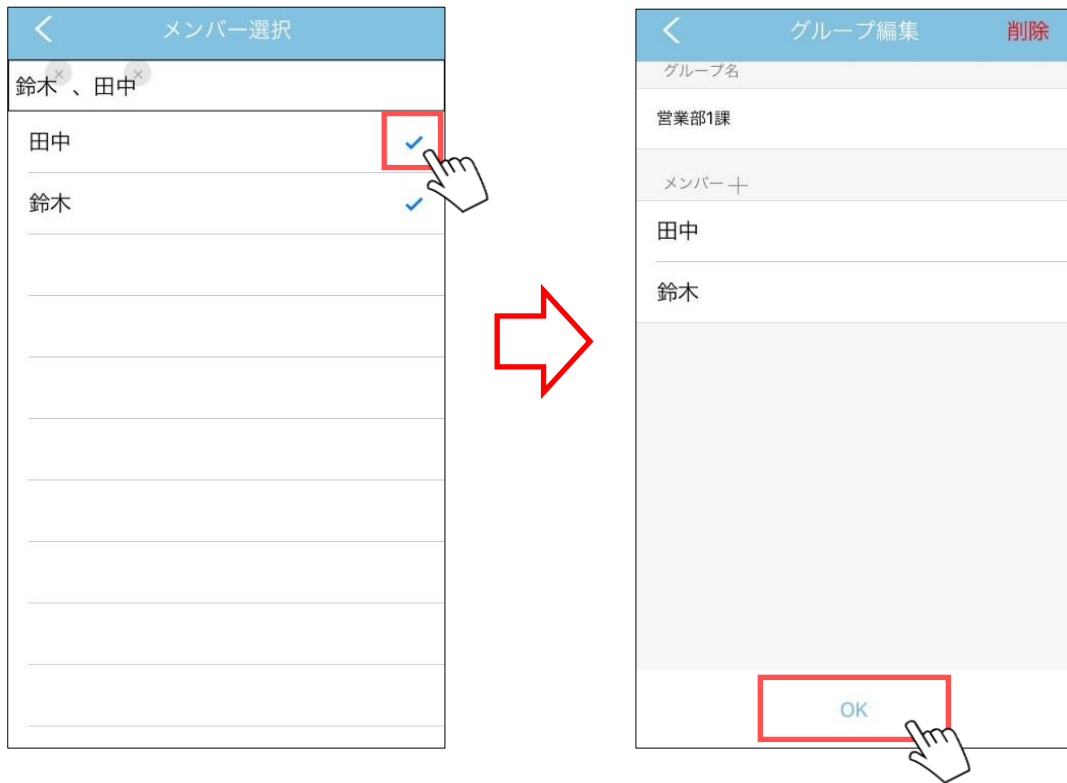 メンバー選択
鈴木、田中
田中
鈴木
グループ編集 削除
グループ名
営業部1課
メンバー＋
田中
鈴木
OK